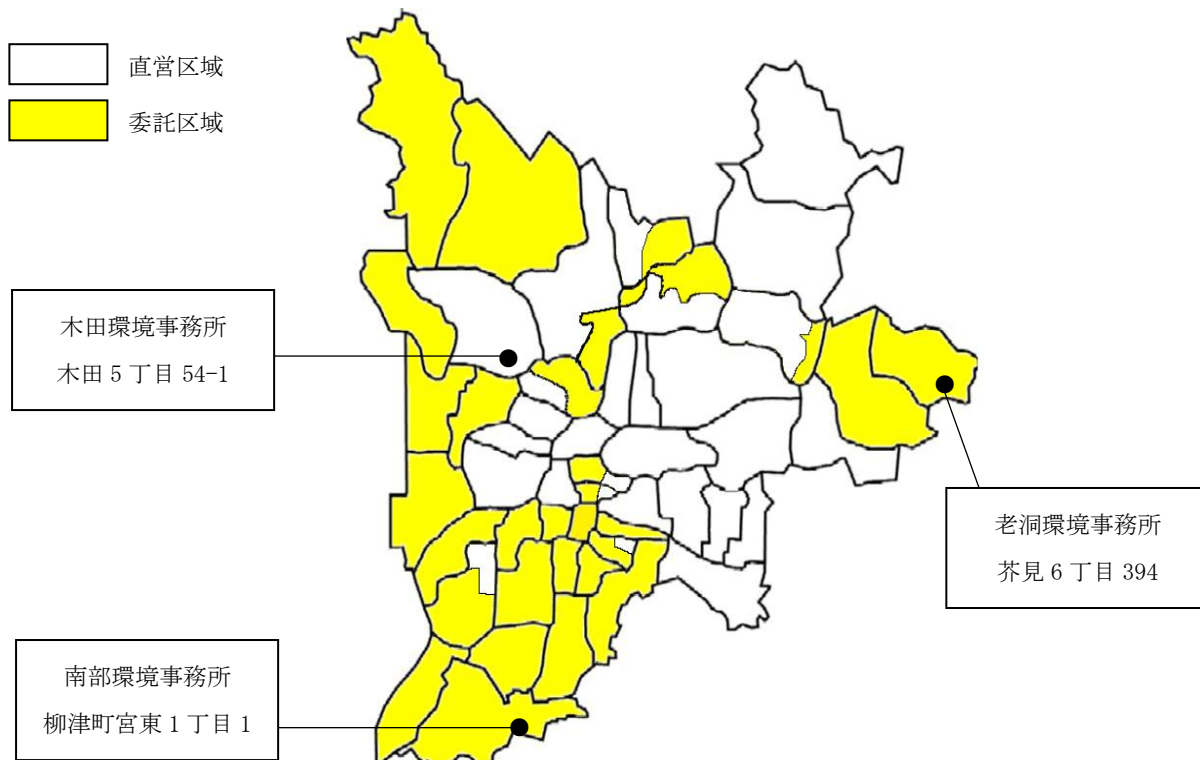 直営区域
委託区域
木田環境事務所
木田5丁目54-1
老洞環境事務所
芥見6丁目394
南部環境事務所
柳津町宮東1丁目1